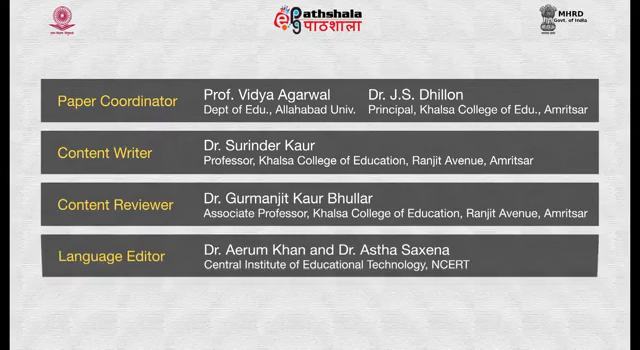 Pathshala
पाठशाला
MHRD
Govt. of India
Paper Coordinator
Prof. Vidya Agarwal
Dept of Edu., Allahabad Univ.
Dr. J.S. Dhillon
Principal, Khalsa College of Edu., Amritsar
Content Writer
Dr. Surinder Kaur
Professor, Khalsa College of Education, Ranjit Avenue, Amritsar
Content Reviewer
Dr. Gurmanjit Kaur Bhullar
Associate Professor, Khalsa College of Education, Ranjit Avenue, Amritsar
Language Editor
Dr. Aerum Khan and Dr. Astha Saxena
Central Institute of Educational Technology, NCERT